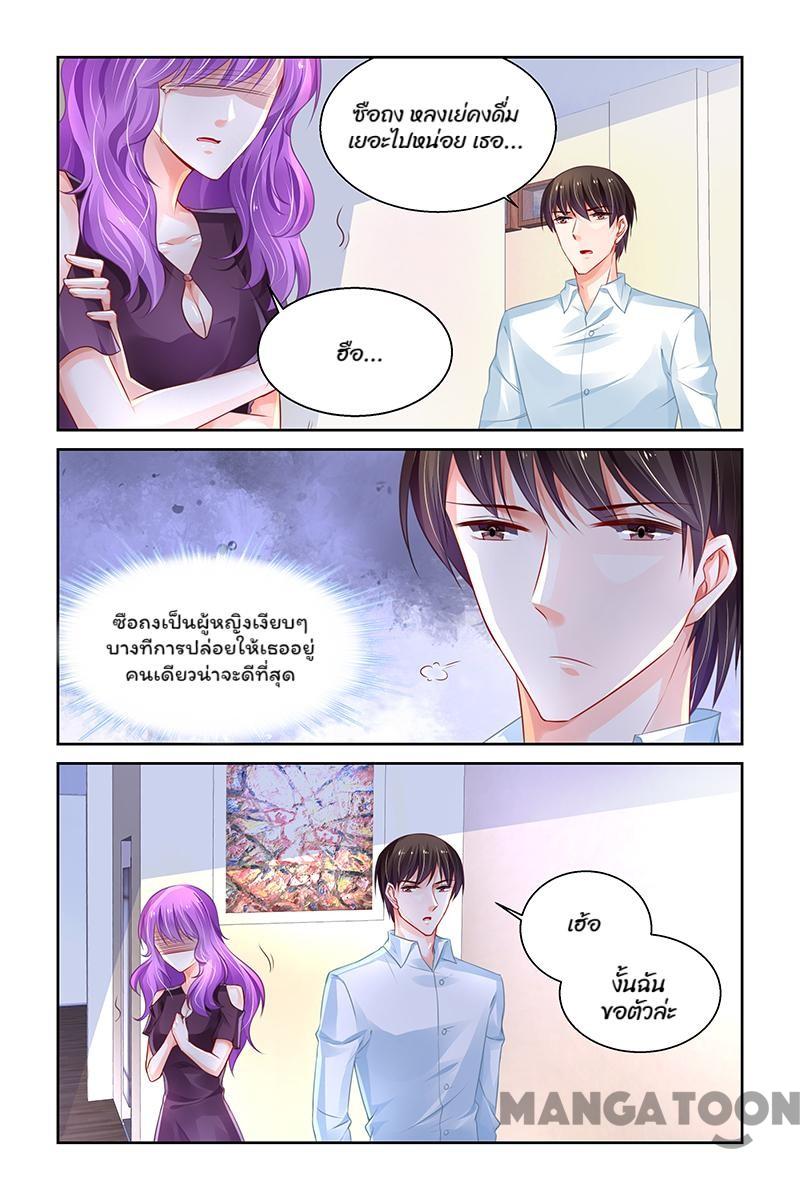 ซือถง หลงเย่คงดื่ม
เยอะไปหน่อย เธอ...
ฮือ...
ซือถงเป็นผู้หญิงเงียบๆ
บางทีการปล่อยให้เธออยู่
คนเดียวน่าจะดีที่สุด
เฮ้อ
งั้นฉัน
ขอตัวล่ะ
MANGATOON